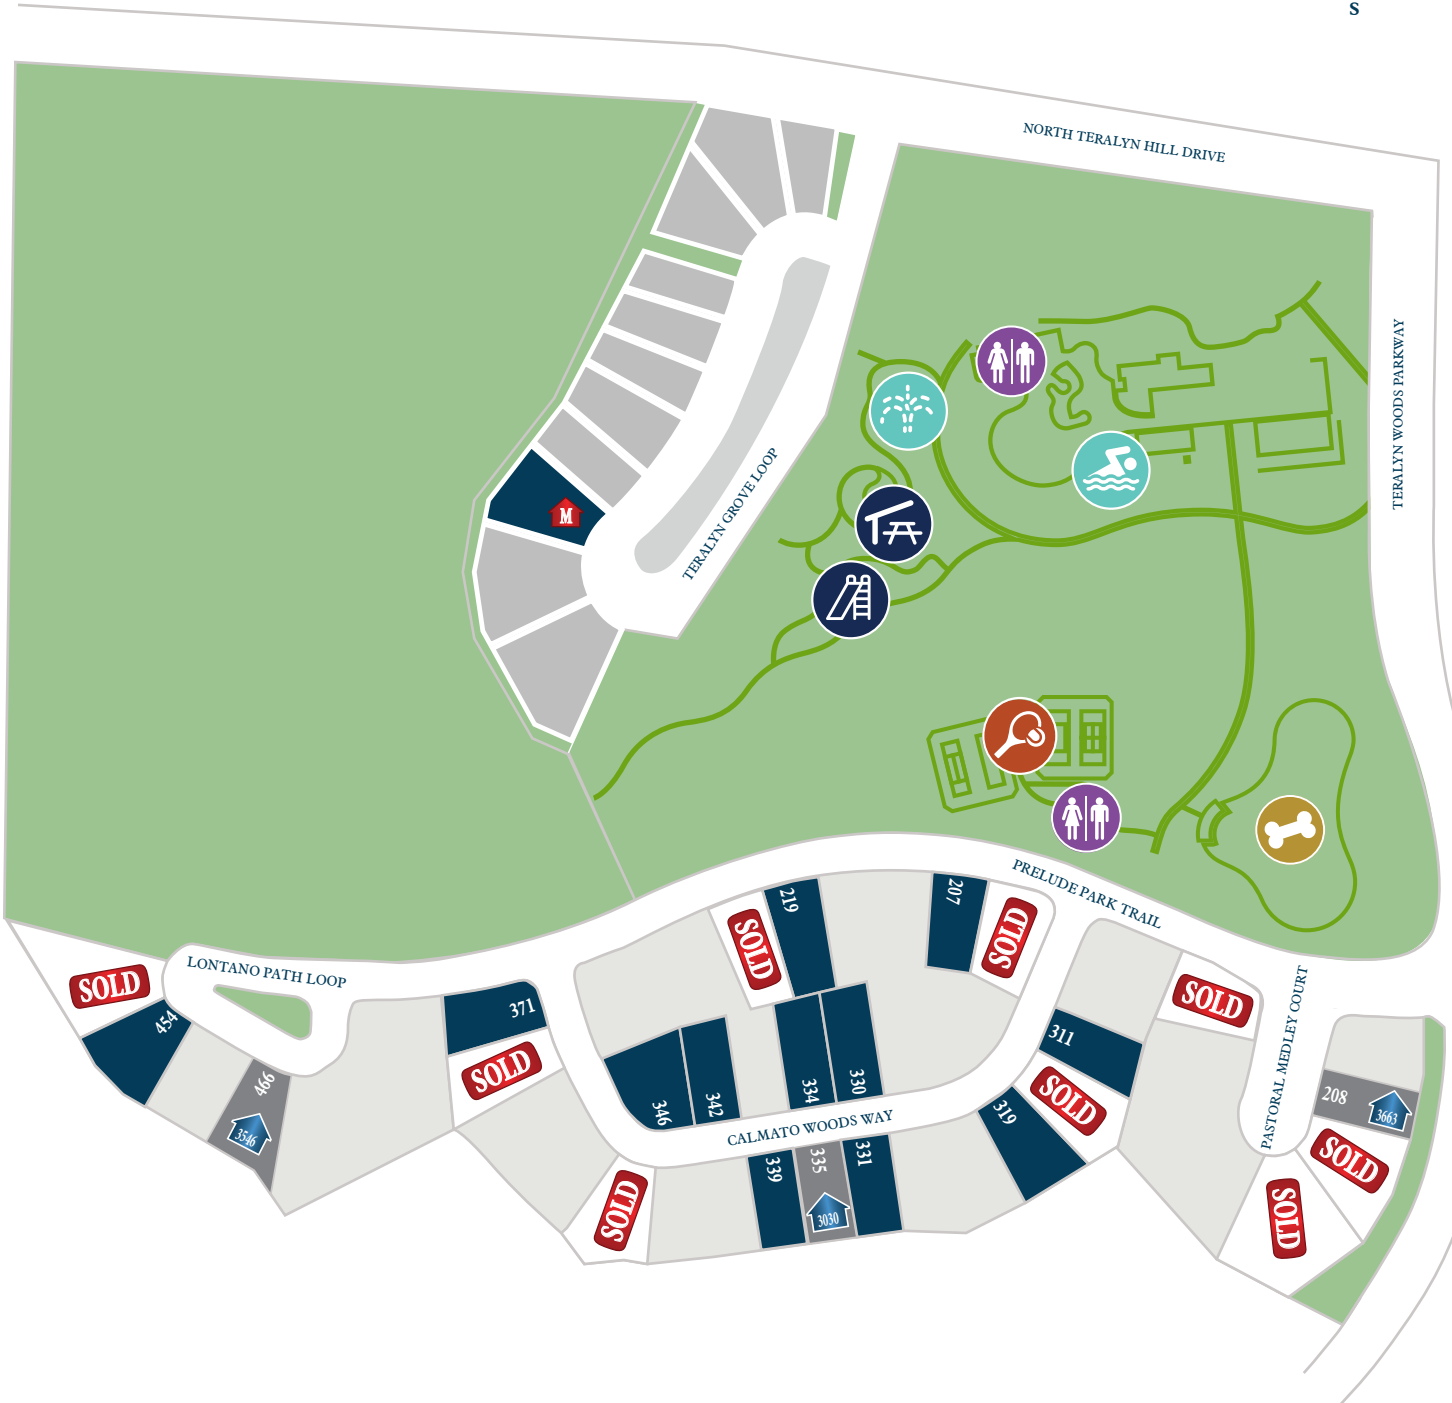 S
NORTH TERALYN HILL DRIVE
TERALYN WOODS PARKWAY
M
TERALYN GROVE LOOP
PRELUDE PARK TRAIL
219
207
SOLD
SOLD
LONTANO PATH LOOP
SOLD
454
371
SOLD
466
3546
346
342
334
330
311
SOLD
SOLD
319
PASTORAL MEDLEY COURT
208
3663
SOLD
SOLD
CALMATO WOODS WAY
SOLD
339
335
3030
331